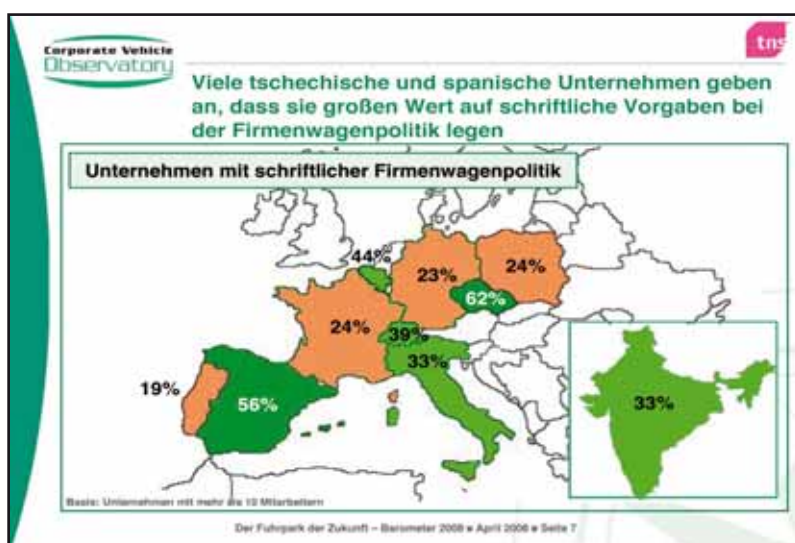 Corporate Vehicle
Observatory
tns
Viele tschechische und spanische Unternehmen geben
an, dass sie großen Wert auf schriftliche Vorgaben bei
der Firmenwagenpolitik legen
Unternehmen mit schriftlicher Firmenwagenpolitik
44%
23%
24%
62%
24%
39%
33%
19%
56%
33%
Basis: Unternehmen mit mehr als 10 Mitarbeitern
Der Fuhrpark der Zukunft – Barometer 2008 ■ April 2008 ■ Seite 7